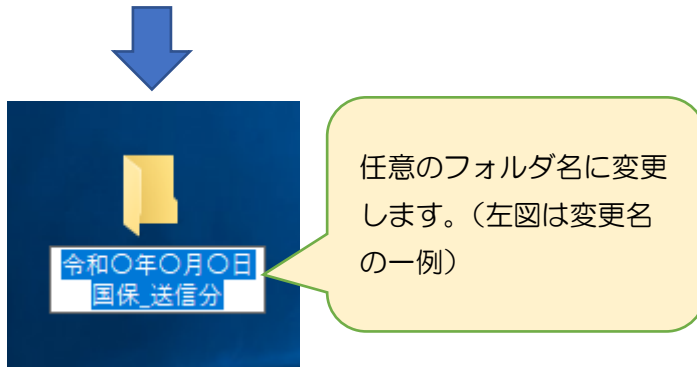 令和〇年〇月〇日
国保_送信分
任意のフォルダ名に変更
します。（左図は変更名
の一例）